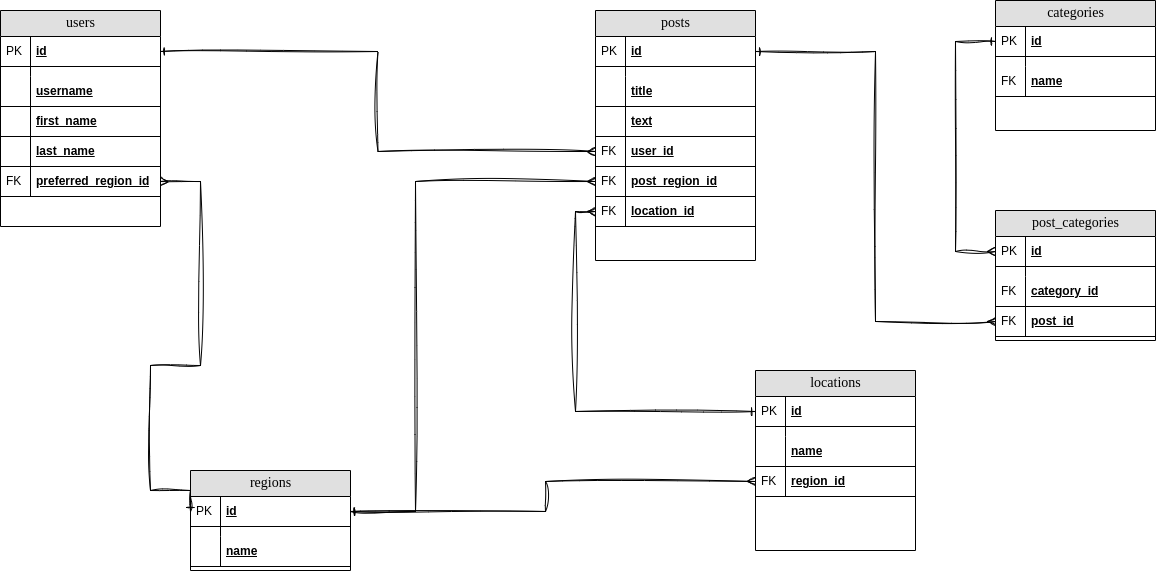 users
PK id
username
first_name
last_name
FK preferred_region_id
posts
PK id
title
text
FK user_id
FK post_region_id
FK location_id
categories
PK id
FK name
post_categories
PK id
FK category_id
FK post_id
locations
PK id
name
FK region_id
regions
PK id
name